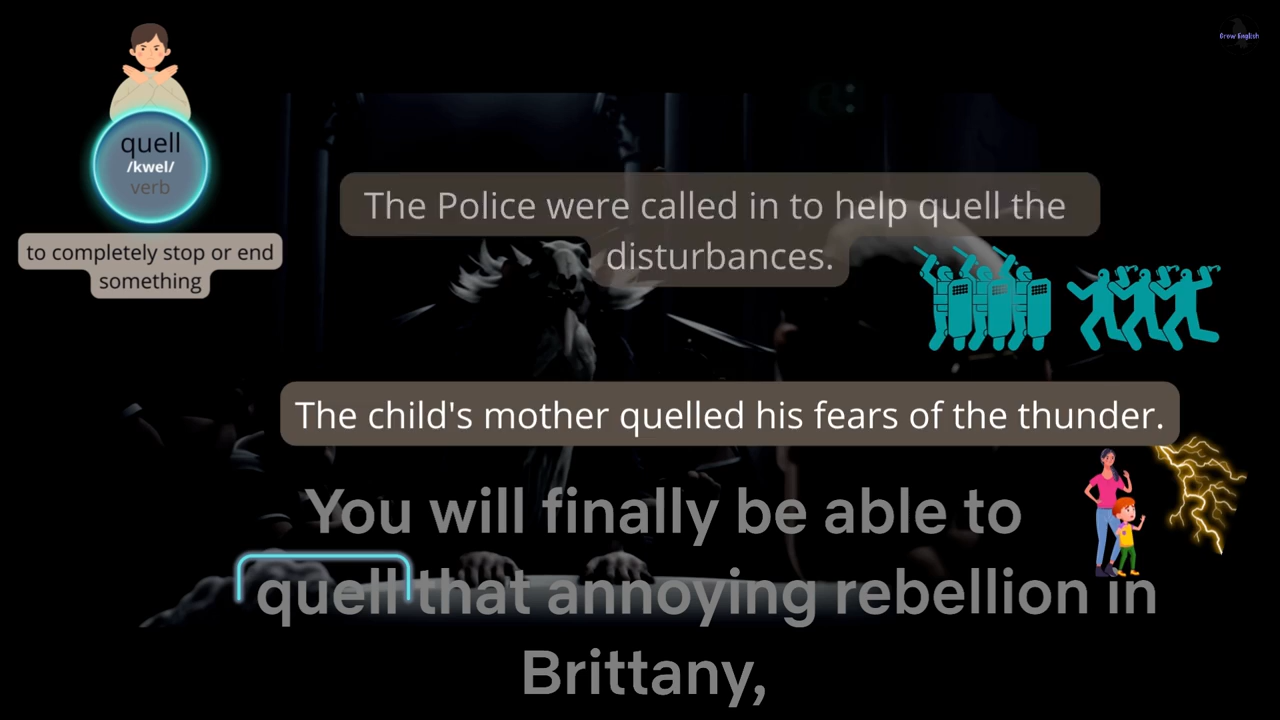 quell
/kwel/
verb
to completely stop or end
something
The Police were called in to help quell the
disturbances.
The child's mother quelled his fears of the thunder.
You will finally be able to
quell that annoying rebellion in
Brittany,
Grow English